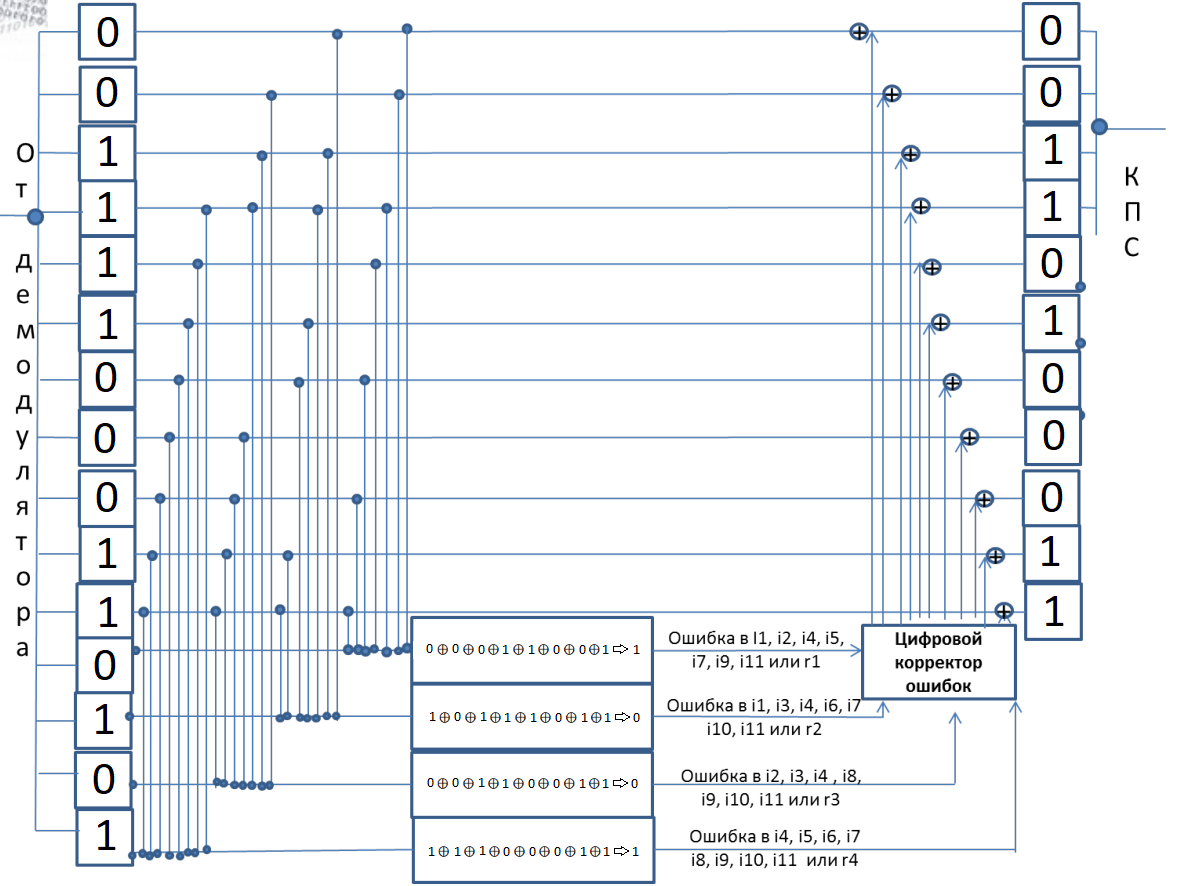 От демодулятора
0
0
1
1
1
1
0
0
0
1
1
0
1
0
1
0⊕0⊕0⊕1⊕1⊕0⊕0⊕1⇨1
1⊕0⊕1⊕1⊕1⊕0⊕1⊕1⇨0
0⊕0⊕1⊕1⊕0⊕0⊕1⊕1⇨0
1⊕1⊕1⊕0⊕0⊕0⊕1⊕1⇨1
Ошибка в I1, i2, i4, i5,
i7, i9, i11 или r1
Ошибка в i1, i3, i4, i6, i7
i10, i11 или r2
Ошибка в i2, i3, i4 , i8,
i9, i10, i11 или r3
Ошибка в i4, i5, i6, i7
i8, i9, i10, i11 или r4
Цифровой
корректор
ошибок
0
0
1
1
0
1
0
0
0
1
1
КПС